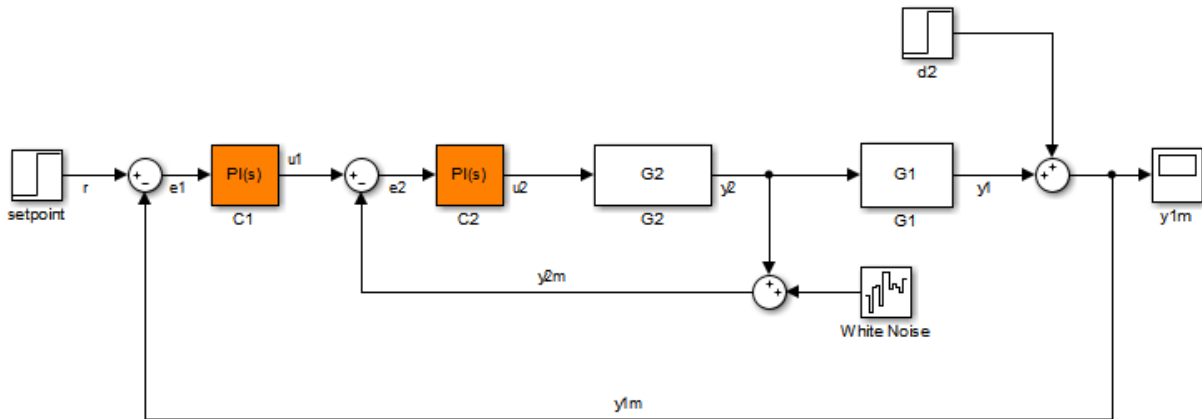 d2
setpoint
r
e1
PI(s)
C1
u1
e2
PI(s)
C2
u2
G2
G2
y2
G1
G1
y1
y1m
y2m
White Noise
y1m